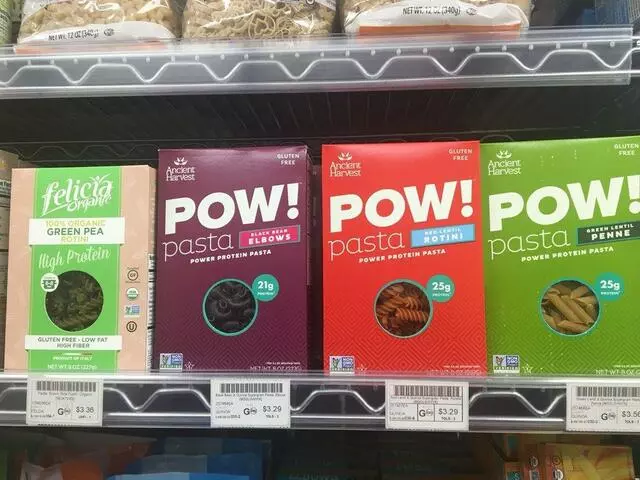 NET WT. 12 OZ (340g)
NET WT. 12 OZ (340g)
felicia
Organic
100% ORGANIC
GREEN PEA
ROTINI
High Protein
GLUTEN FREE · LOW FAT
HIGH FIBER
PRODUCT OF ITALY
NET WT. 8 OZ (227g)
Ancient
Harvest
GLUTEN
FREE
POW!
pasta
BLACK BEAN
ELBOWS
POWER PROTEIN PASTA
21g
PROTEIN
NET WT. 8 OZ (227G)
Ancient
Harvest
GLUTEN
FREE
POW!
pasta
RED LENTIL
ROTINI
POWER PROTEIN PASTA
25g
PROTEIN
Ancient
Harvest
GLUTEN
FREE
POW!
pasta
GREEN LENTIL
PENNE
POWER PROTEIN PASTA
25g
PROTEIN
NET WT. 8 OZ
$3.36
$3.29
$3.29